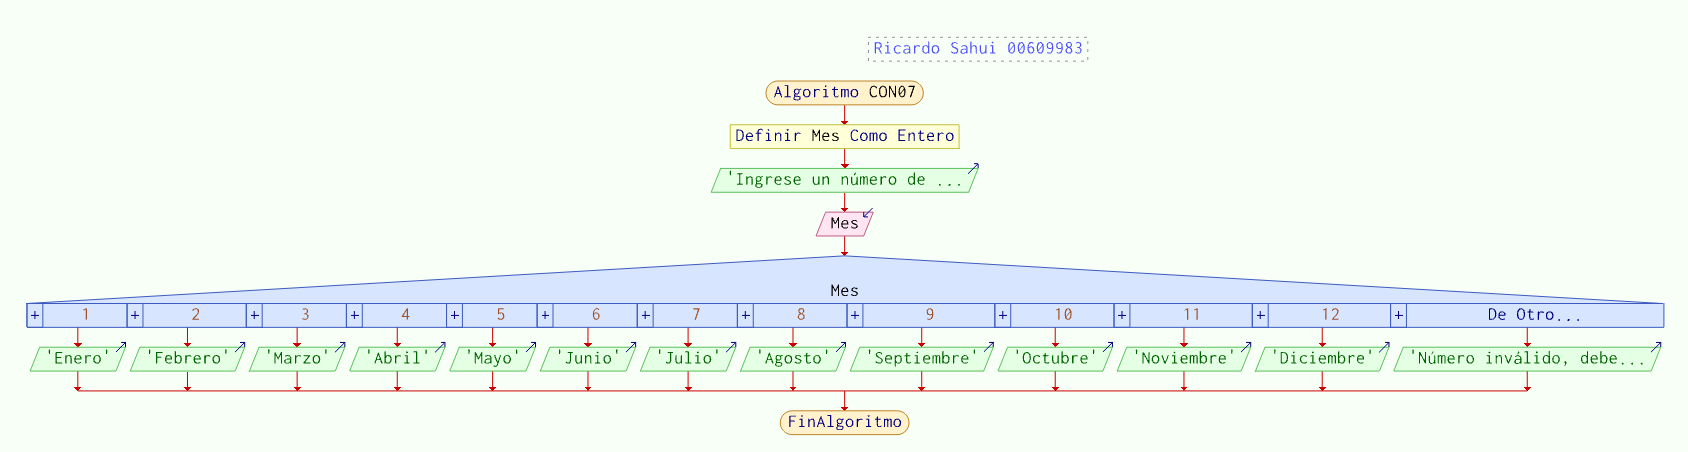 Ricardo Sahui 00609983
Algoritmo CON07
Definir Mes Como Entero
'Ingrese un número de ...
Mes
Mes
+ 1 + 2 + 3 + 4 + 5 + 6 + 7 + 8 + 9 + 10 + 11 + 12 + De Otro...
'Enero' 'Febrero' 'Marzo' 'Abril' 'Mayo' 'Junio' 'Julio' 'Agosto' 'Septiembre' 'Octubre' 'Noviembre' 'Diciembre' 'Número inválido, debe...
FinAlgoritmo